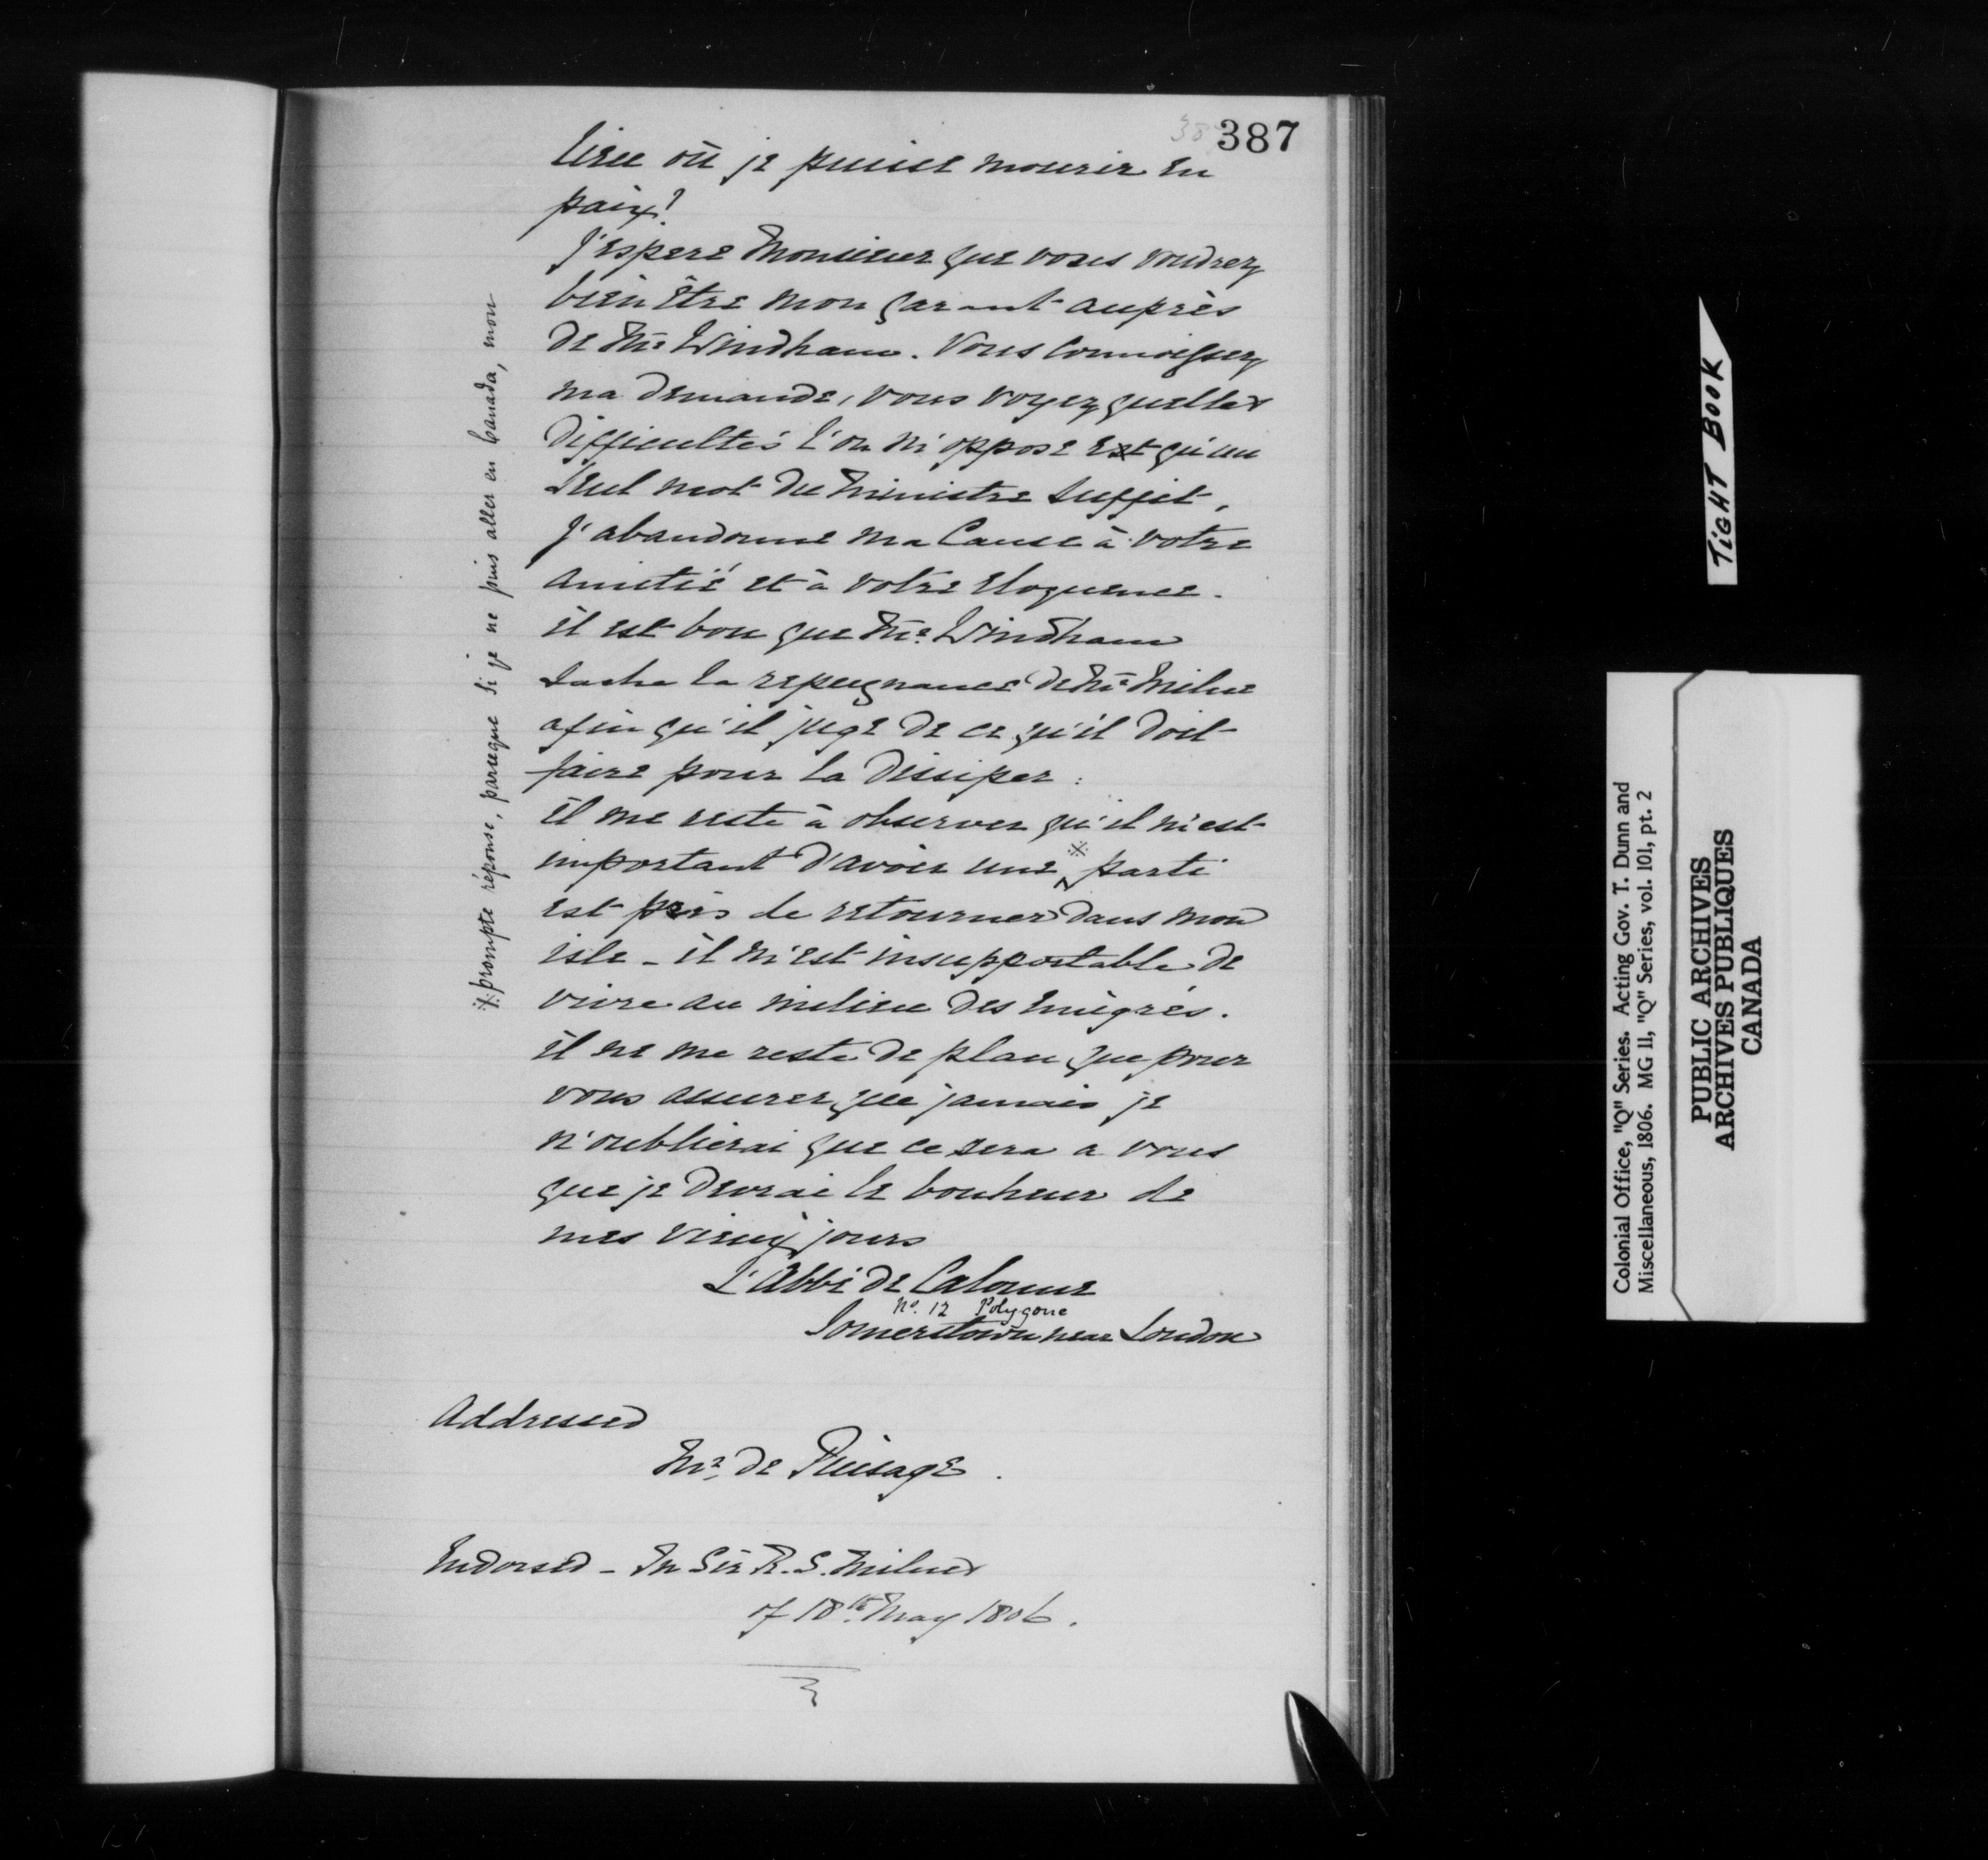 387
lieu où je puisse mourir en
paix?
J'espere Monsieur que vous voudrez
bien être mon garant auprès
de Mr. Windham. Vous connoissez
ma demande, vous voyez quelles
difficultés l'on m'oppose et qu'un
seul mot du ministre suffit,
J'abandonne ma cause à votre
amitié et à votre eloquence.
il est bon que Mr. Windham
sache la repugnance de Mr. Milne
afin qu'il juge de ce qu'il doit
faire pour la dissiper :
il me reste à observer qu'il m'est
important d'avoir une ※ parti
est pris de retourner dans mon
isle - il m'est insupportable de
vivre au milieu des émigrés.
il ne me reste de place que pour
vous assurer que jamais je
n'oublierai que ce sera a vous
que je devrai le bonheur de
mes vieux jours
L'Abbé de Calonne
No. 12 Polygone
Somerstown near London
※ prompte réponse, parceque si je ne puis aller en Canada, mon
Addressed
Mr. de Puisaye.
Endorsed - In Sir R. S. Milnes
of 18th May 1806.
TIGHT BOOK
Colonial Office, "Q" Series. Acting Gov. T. Dunn and
Miscellaneous, 1806. MG 11, "Q" Series, vol. 101, pt. 2
PUBLIC ARCHIVES
ARCHIVES PUBLIQUES
CANADA